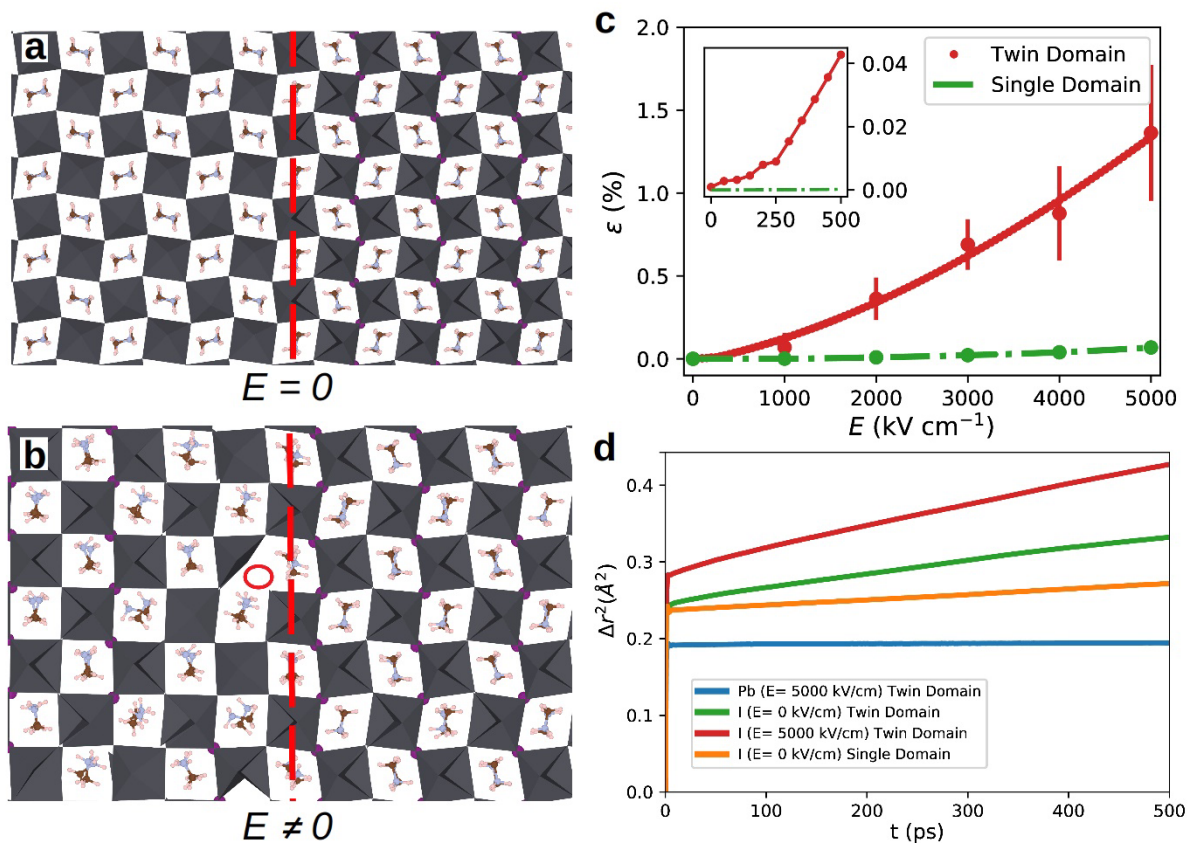 a
E = 0
b
E ≠ 0
c
2.0
1.5
1.0
0.5
0.0
ε (%)
0.04
0.02
0.00
0
250
500
Twin Domain
Single Domain
0
1000
2000
3000
4000
5000
E (kV cm⁻¹)
d
0.4
0.3
0.2
0.1
0.0
Δr²(Å²)
Pb (E= 5000 kV/cm) Twin Domain
I (E= 0 kV/cm) Twin Domain
I (E= 5000 kV/cm) Twin Domain
I (E= 0 kV/cm) Single Domain
100
200
300
400
500
t (ps)